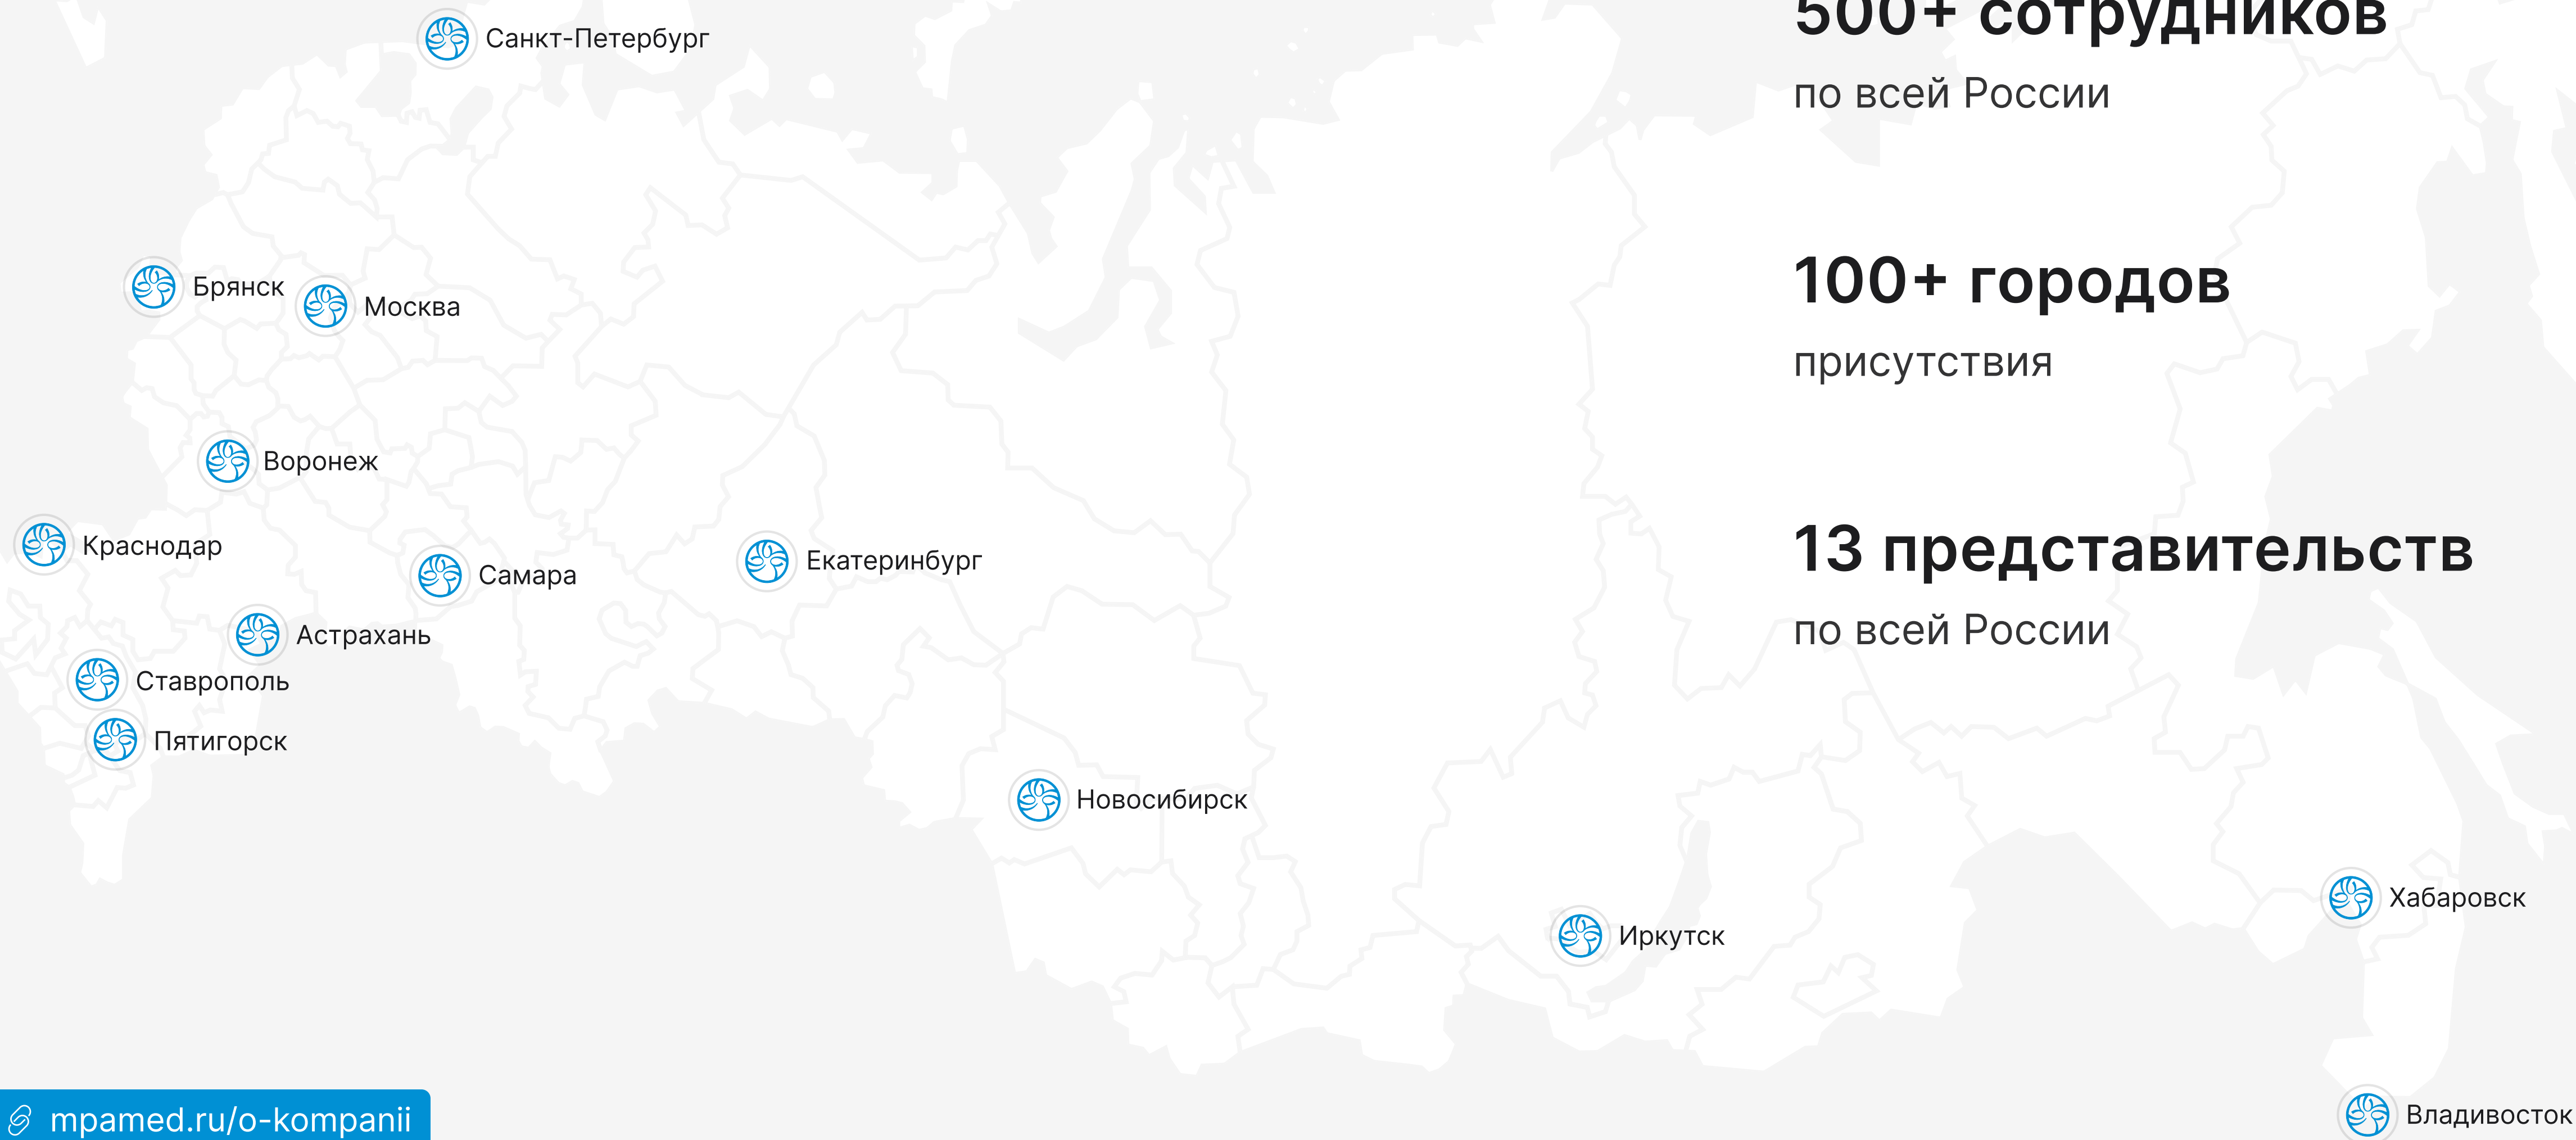 500+ сотрудников
по всей России
100+ городов
присутствия
13 представительств
по всей России
Санкт-Петербург
Брянск
Москва
Воронеж
Краснодар
Самара
Екатеринбург
Астрахань
Ставрополь
Пятигорск
Новосибирск
Иркутск
Хабаровск
Владивосток
mpamed.ru/o-kompanii